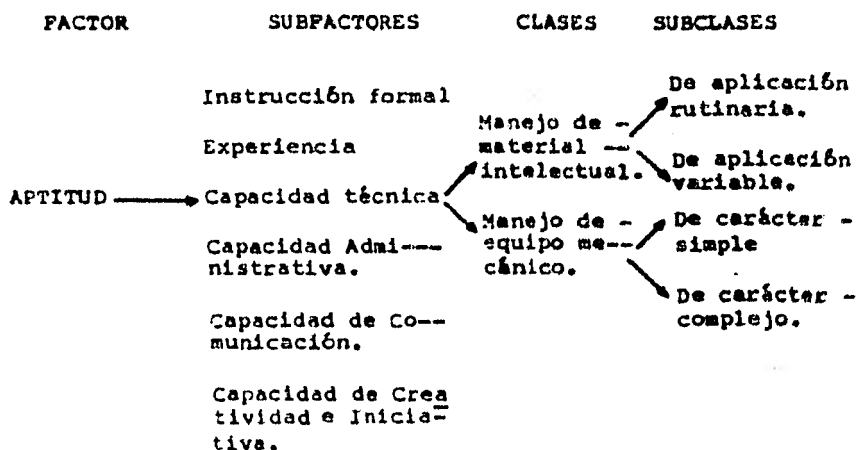 FACTOR SUBFACTORES CLASES SUBCLASES
Instrucción formal
Experiencia
APTITUD Capacidad técnica
Capacidad Admi---
nistrativa.
Capacidad de Co--
municación.
Capacidad de Crea
tividad e Inicia-
tiva.
Manejo de -
material --
intelectual.
Manejo de -
equipo me--
cánico.
De aplicación
rutinaria.
De aplicación
variable.
De carácter -
simple
De carácter -
complejo.